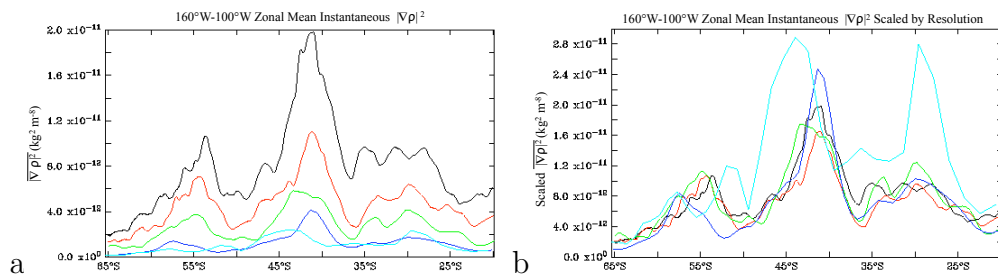 160°W-100°W Zonal Mean Instantaneous |∇ρ|²
2.0 x10⁻¹¹
1.6 x10⁻¹¹
1.2 x10⁻¹¹
8.0 x10⁻¹²
4.0 x10⁻¹²
0.0 x10⁰
|∇ρ|² (kg² m⁻⁸)
65°S 55°S 45°S 35°S 25°S
a
160°W-100°W Zonal Mean Instantaneous |∇ρ|² Scaled by Resolution
2.8 x10⁻¹¹
2.4 x10⁻¹¹
2.0 x10⁻¹¹
1.6 x10⁻¹¹
1.2 x10⁻¹¹
8.0 x10⁻¹²
4.0 x10⁻¹²
0.0 x10⁰
Scaled |∇ρ|² (kg² m⁻⁸)
65°S 55°S 45°S 35°S 25°S
b